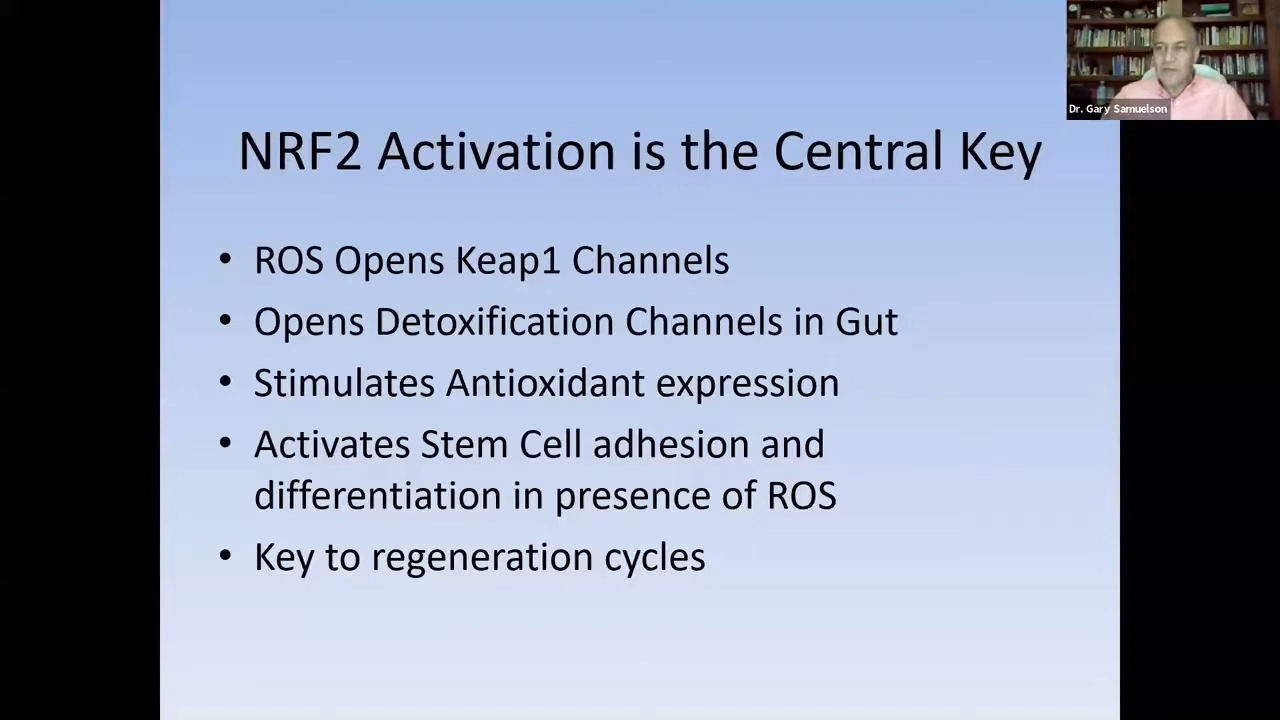 Dr. Gary Samuelson
NRF2 Activation is the Central Key
• ROS Opens Keap1 Channels
• Opens Detoxification Channels in Gut
• Stimulates Antioxidant expression
• Activates Stem Cell adhesion and
differentiation in presence of ROS
• Key to regeneration cycles